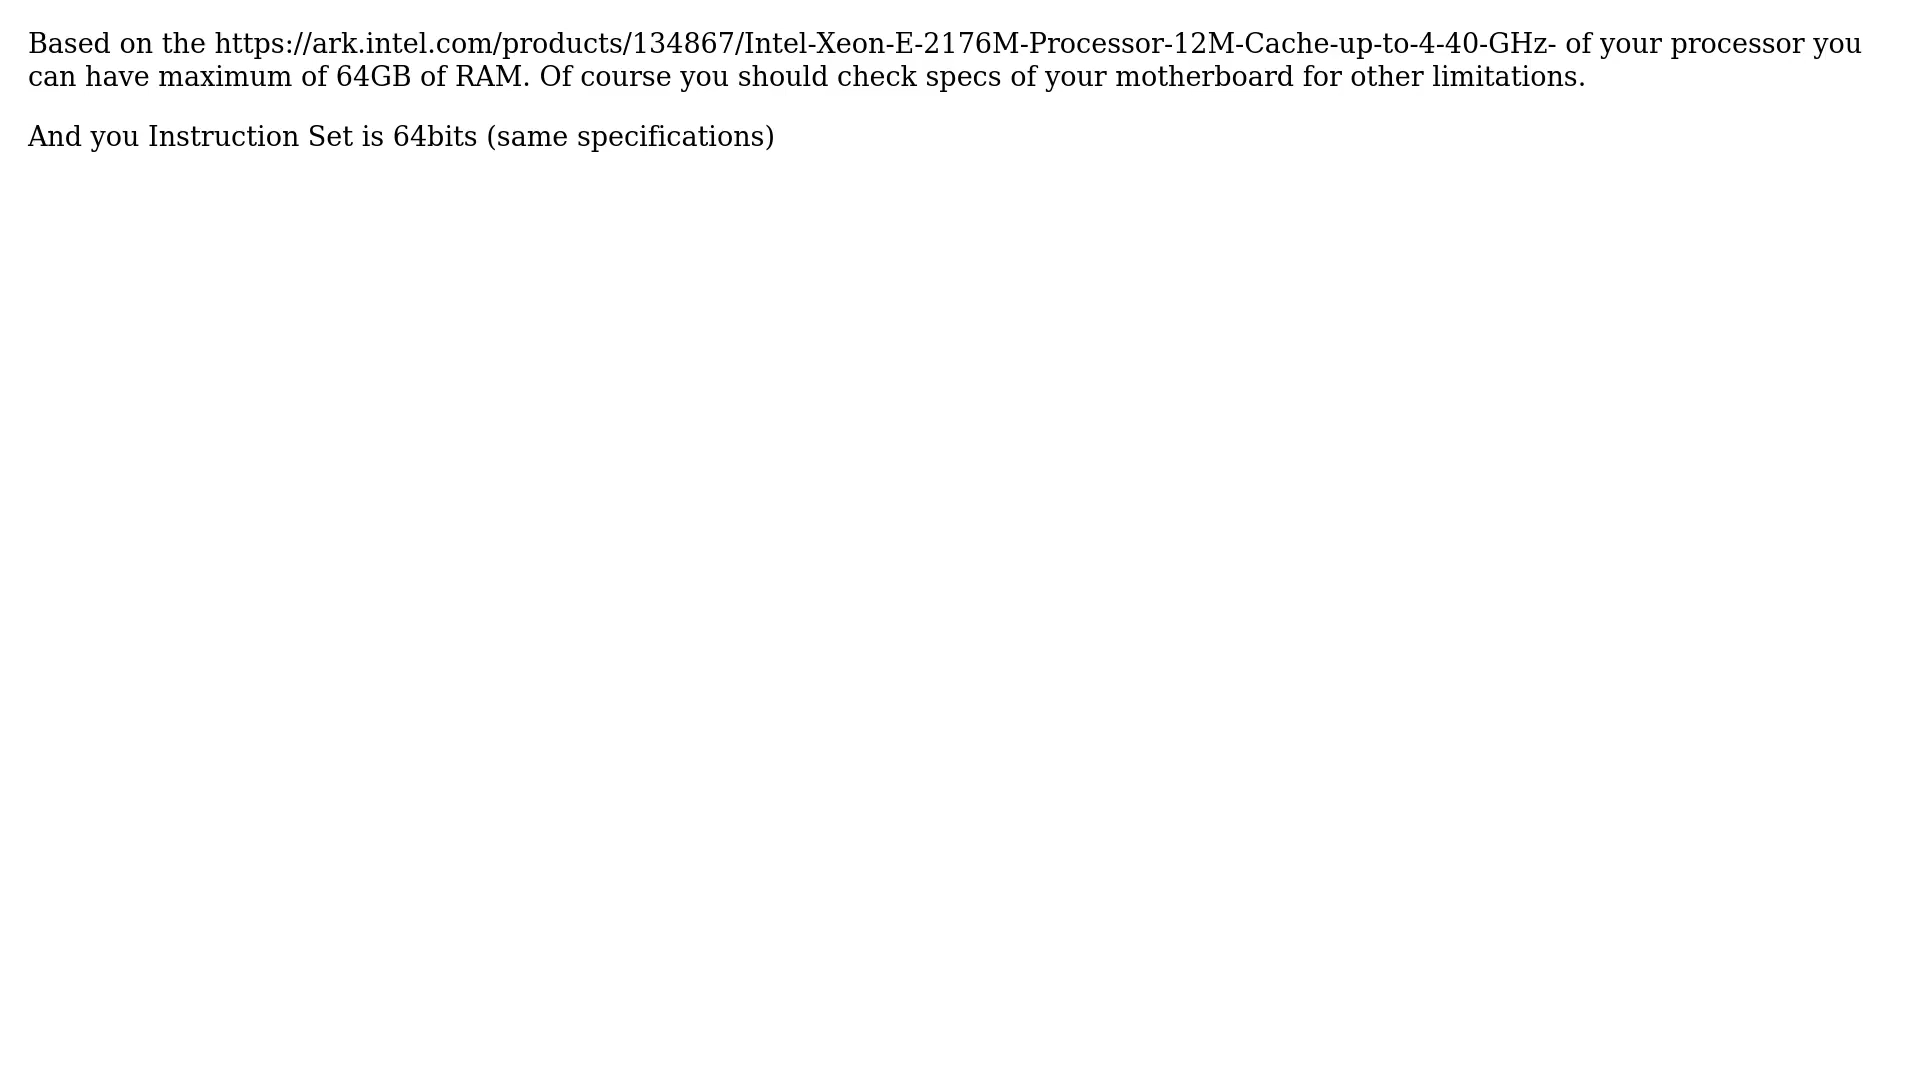 Based on the https://ark.intel.com/products/134867/Intel-Xeon-E-2176M-Processor-12M-Cache-up-to-4-40-GHz- of your processor you
can have maximum of 64GB of RAM. Of course you should check specs of your motherboard for other limitations.
And you Instruction Set is 64bits (same specifications)